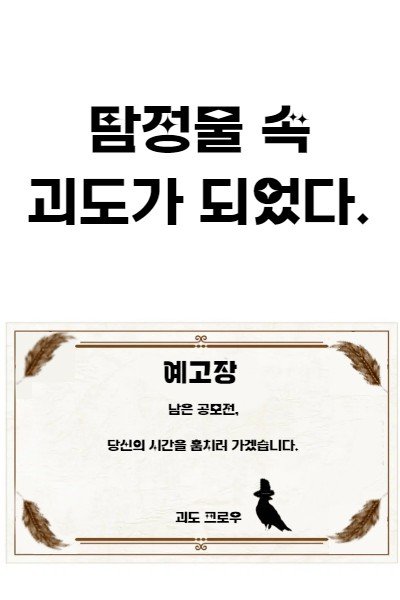 탐정물 속
괴도가 되었다.
예고장
남은 공모전,
당신의 시간을 훔치러 가겠습니다.
괴도 크로우